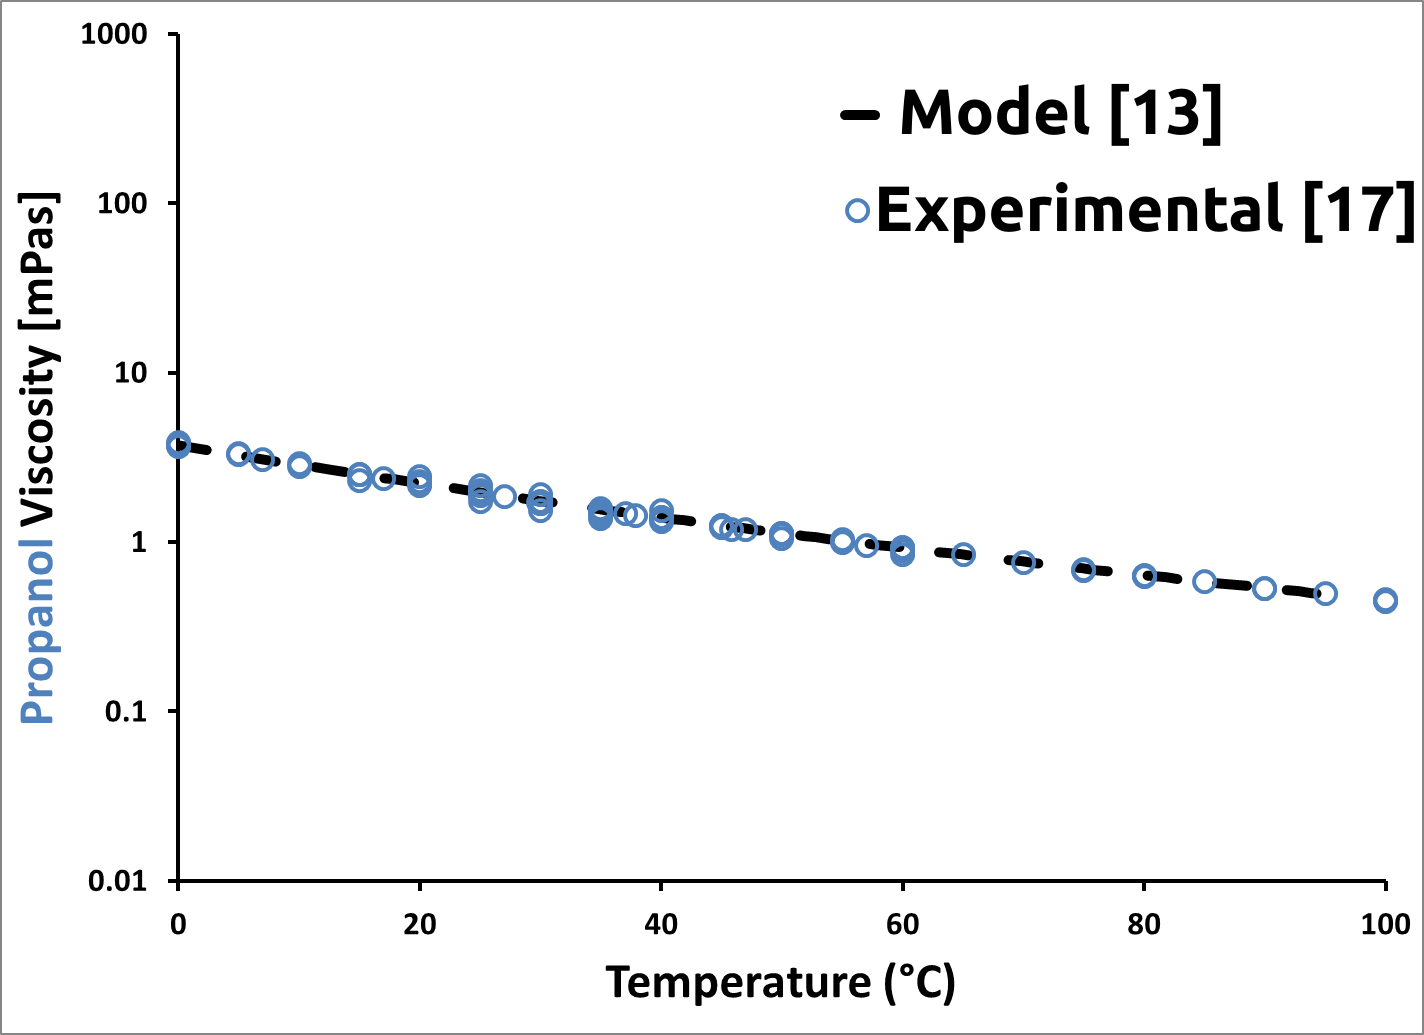 1000
100
10
1
0.1
0.01
Propanol Viscosity [mPas]
Model [13]
Experimental [17]
0 20 40 60 80 100
Temperature (°C)